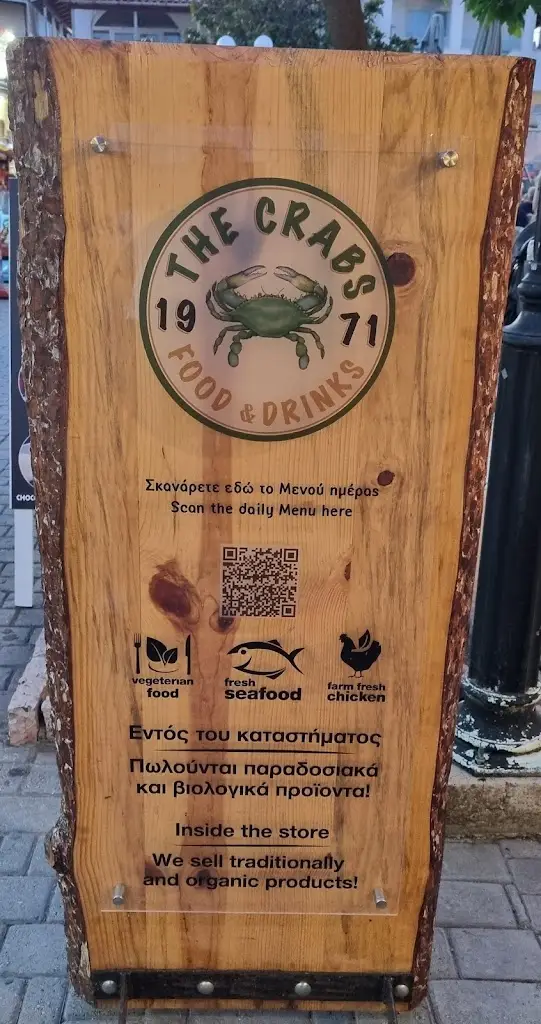 THE CRABS
19 71
FOOD & DRINKS
Σκανάρετε εδώ το Μενού ημέρας
Scan the daily Menu here
vegeterian
food
fresh
seafood
farm fresh
chicken
Εντός του καταστήματος
Πωλούνται παραδοσιακά
και βιολογικά προϊοντα!
Inside the store
We sell traditionally
and organic products!
CHOC